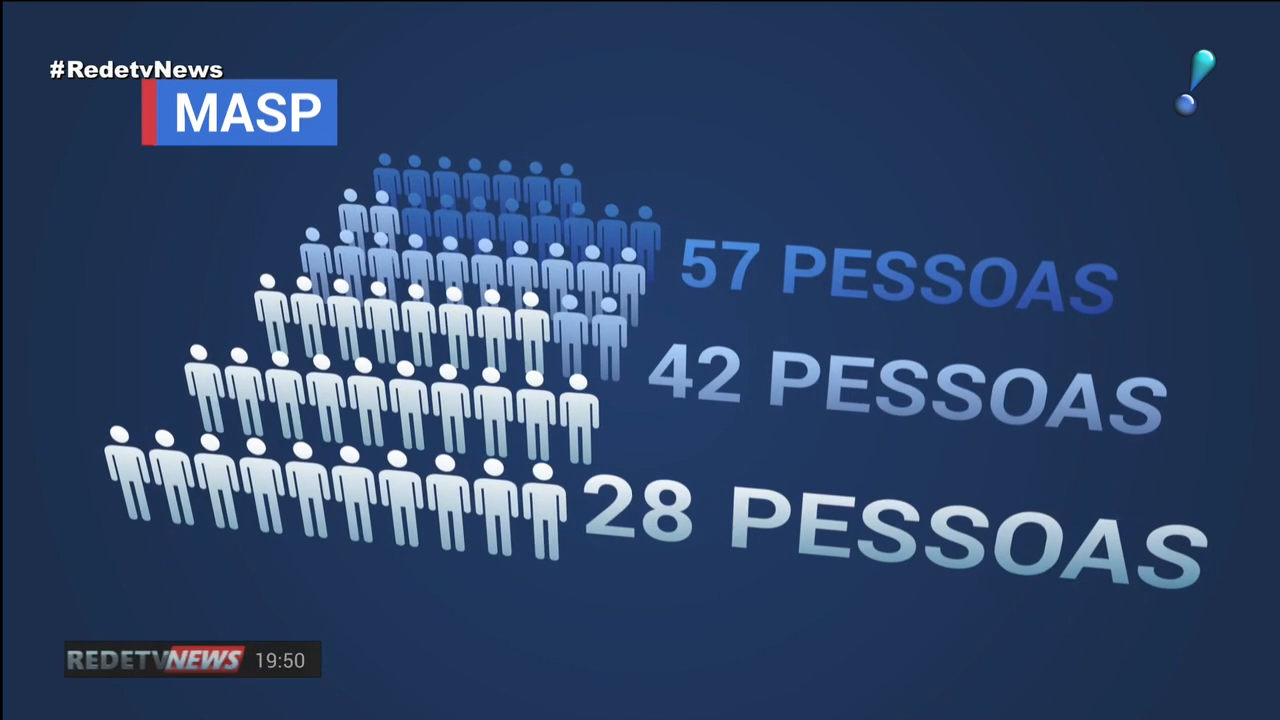 #RedetvNews
MASP
57 PESSOAS
42 PESSOAS
28 PESSOAS
REDETV NEWS 19:50